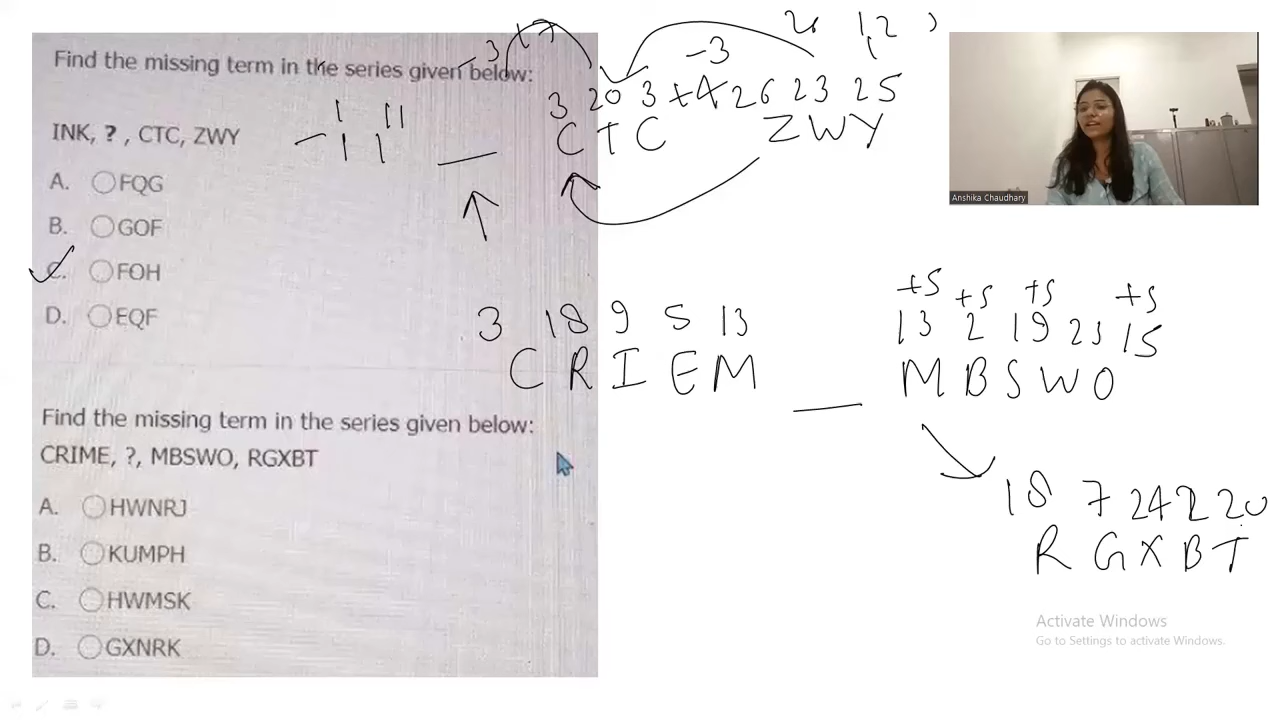 Find the missing term in the series given below:
INK, ? , CTC, ZWY
A. FQG
B. GOF
C. FOH
D. EQF
Find the missing term in the series given below:
CRIME, ?, MBSWO, RGXBT
A. HWNRJ
B. KUMPH
C. HWMSK
D. GXNRK
-3 +7
-3
3 20 3 +4 26 23 25
C T C Z W Y
3 18 9 5 13
C R I E M
+5 +5 +5 +5
13 2 19 23 15
M B S W O
18 7 24 2 20
R G X B T
Anshika Chaudhary
Activate Windows
Go to Settings to activate Windows.